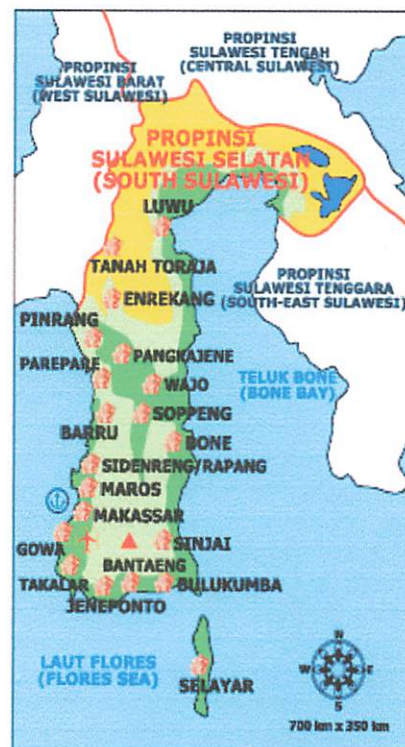 PROPINSI
SULAWESI TENGAH
(CENTRAL SULAWESI)
PROPINSI
SULAWESI BARAT
(WEST SULAWESI)
PROPINSI
SULAWESI SELATAN
(SOUTH SULAWESI)
LUWU
TANAH TORAJA
PROPINSI
SULAWESI TENGGARA
(SOUTH-EAST SULAWESI)
ENREKANG
PINRANG
PANGKAJENE
PAREPARE
WAJO
TELUK BONE
(BONE BAY)
SOPPENG
BARRU
BONE
SIDENRENG/RAPANG
MAROS
MAKASSAR
GOWA
SINJAI
BANTAENG
TAKALAR
BULUKUMBA
JENEPONTO
LAUT FLORES
(FLORES SEA)
SELAYAR
N
W E
S
700 km x 350 km